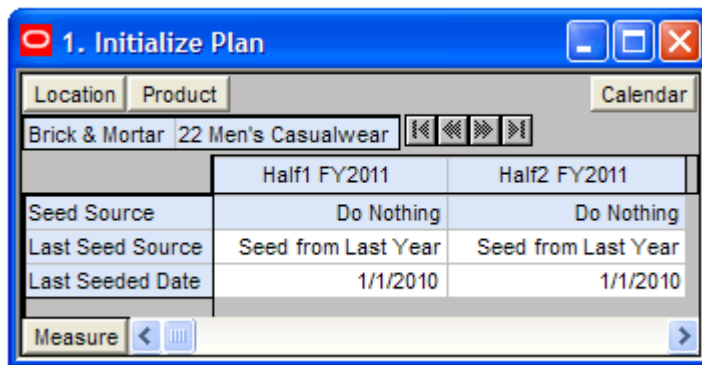 1. Initialize Plan
Location Product Calendar
Brick & Mortar 22 Men's Casualwear
Half1 FY2011 Half2 FY2011
Seed Source Do Nothing Do Nothing
Last Seed Source Seed from Last Year Seed from Last Year
Last Seeded Date 1/1/2010 1/1/2010
Measure